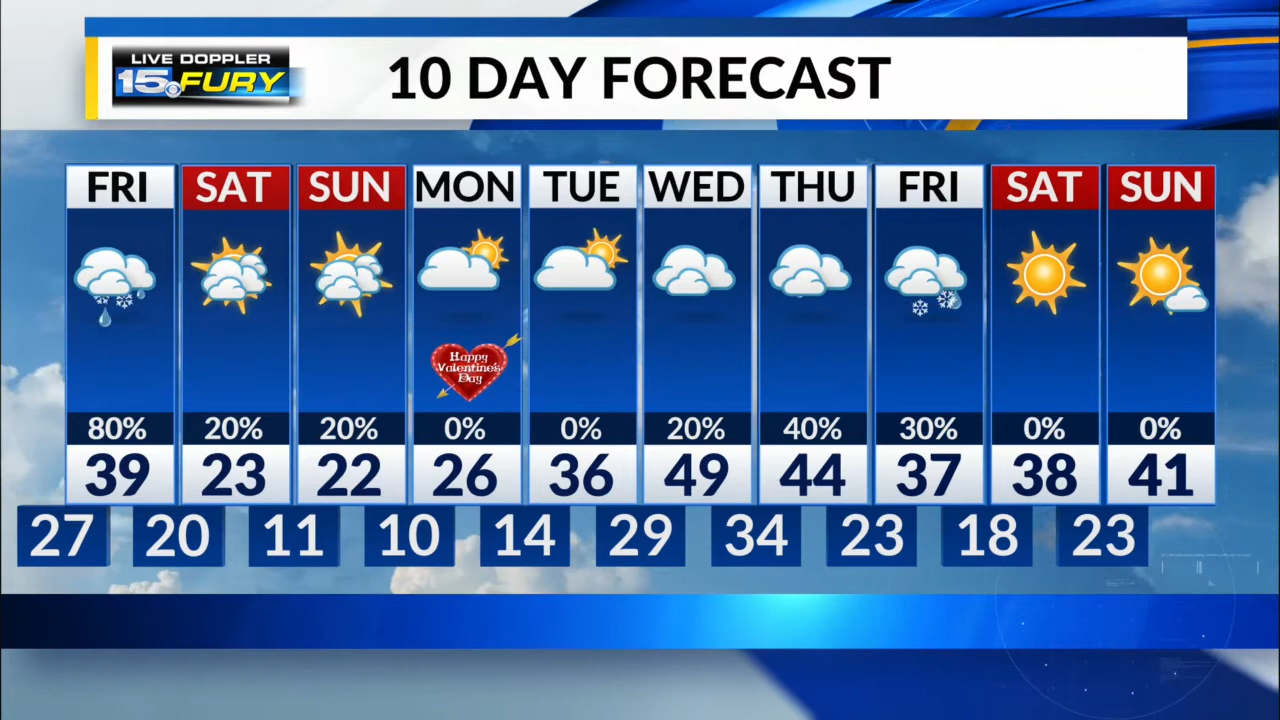 LIVE DOPPLER
15 FURY
10 DAY FORECAST
FRI SAT SUN MON TUE WED THU FRI SAT SUN
Happy
Valentine's
Day
80% 20% 20% 0% 0% 20% 40% 30% 0% 0%
39 23 22 26 36 49 44 37 38 41
27 20 11 10 14 29 34 23 18 23